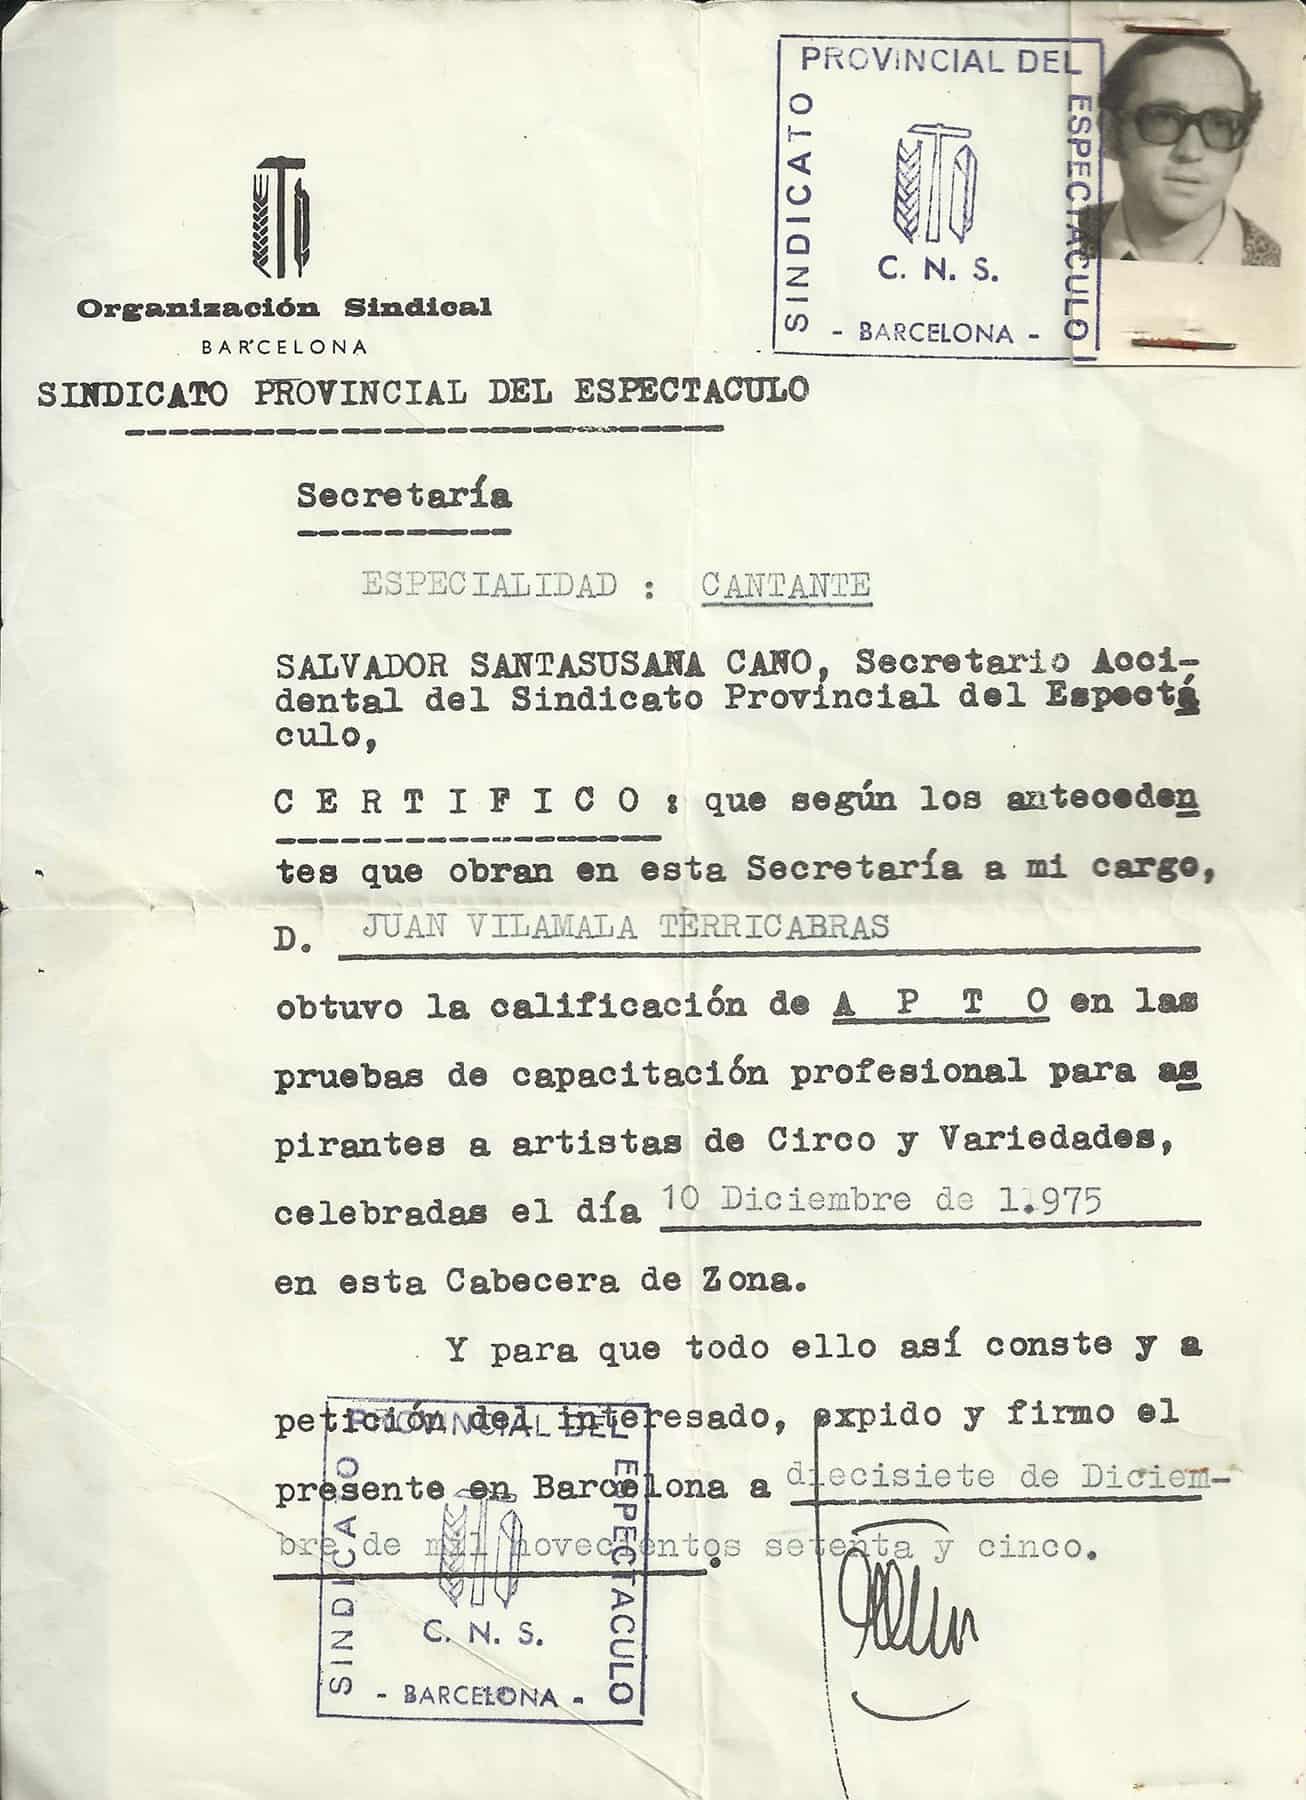 PROVINCIAL DEL
SINDICATO
ESPECTACULO
C. N. S.
- BARCELONA -
Organización Sindical
BARCELONA
SINDICATO PROVINCIAL DEL ESPECTACULO
Secretaría
ESPECIALIDAD : CANTANTE
SALVADOR SANTASUSANA CANO, Secretario Acci-
dental del Sindicato Provincial del Espectá
culo,
C E R T I F I C O : que según los anteceden
tes que obran en esta Secretaría a mi cargo,
D. JUAN VILAMALA TERRICABRAS
obtuvo la calificación de A P T O en las
pruebas de capacitación profesional para as
pirantes a artistas de Circo y Variedades,
celebradas el día 10 Diciembre de 1.975
en esta Cabecera de Zona.
Y para que todo ello así conste y a
petición del interesado, expido y firmo el
presente en Barcelona a diecisiete de Diciem-
bre de mil novecientos setenta y cinco.
PROVINCIAL DEL
SINDICATO
ESPECTACULO
C. N. S.
- BARCELONA -